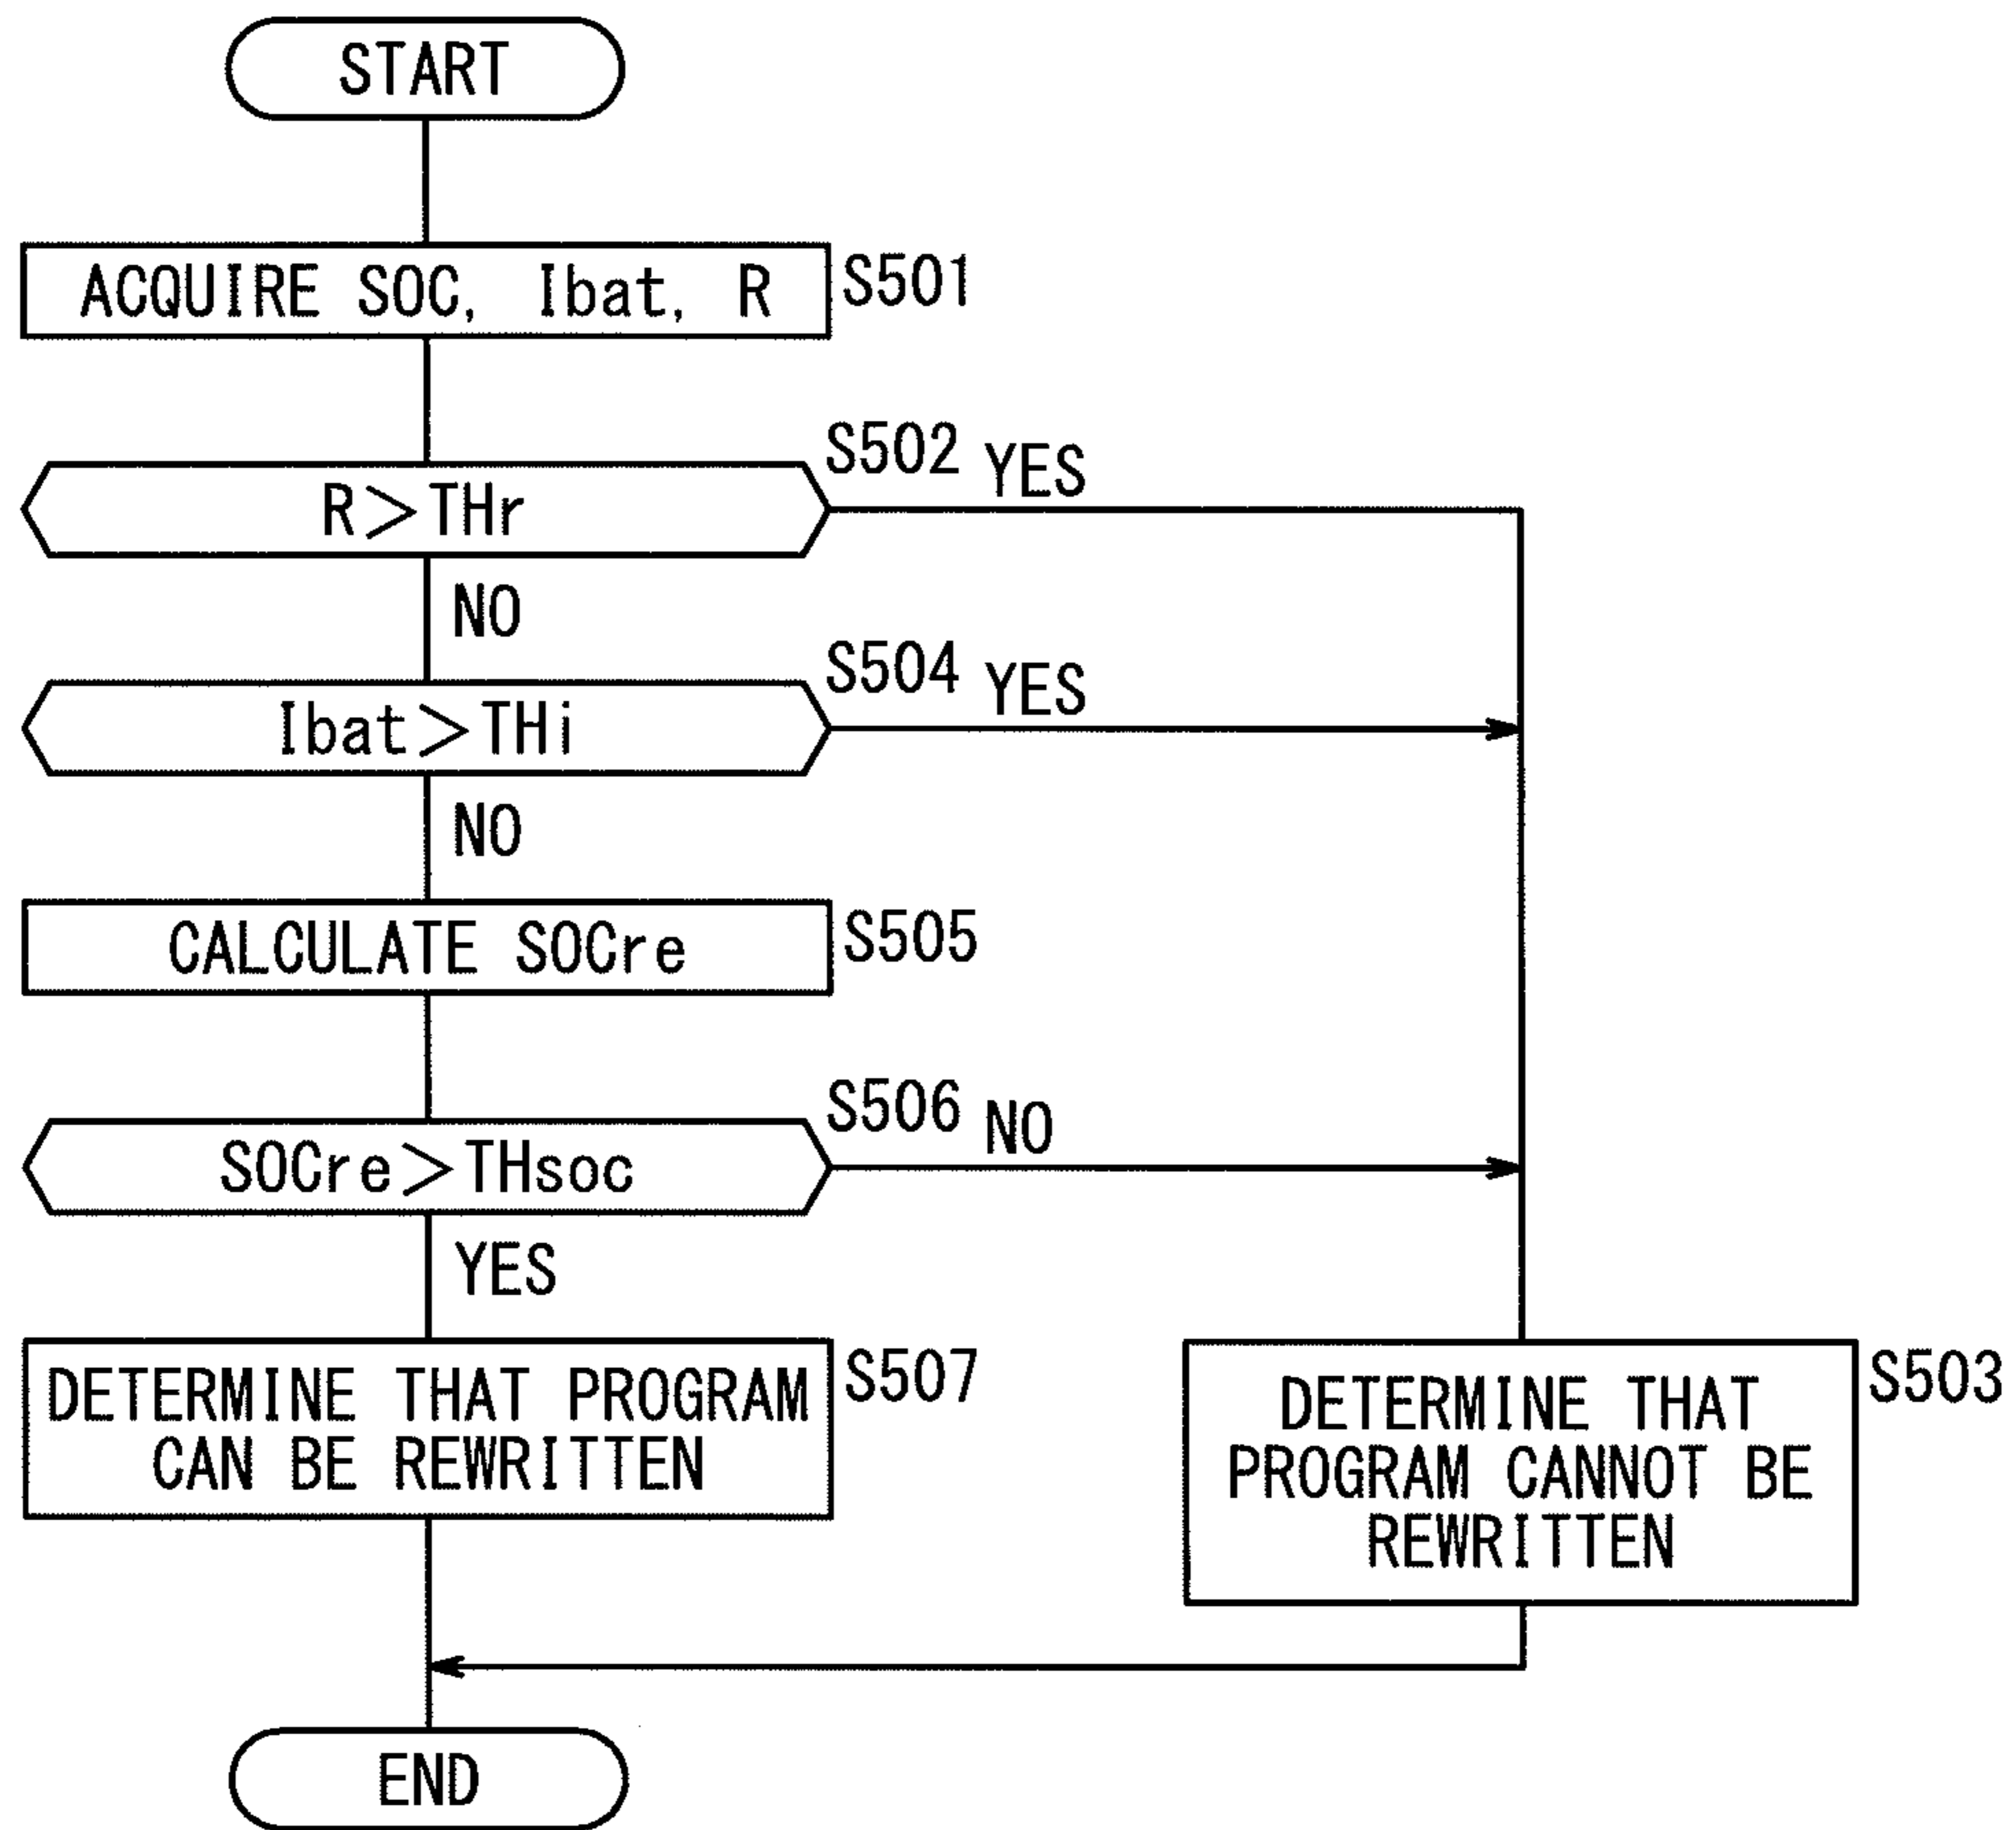 START
ACQUIRE SOC, Ibat, R
S501
S502
YES
R>THr
NO
S504
YES
Ibat>THi
NO
CALCULATE SOCre
S505
S506
NO
SOCre>THsoc
YES
DETERMINE THAT PROGRAM
CAN BE REWRITTEN
S507
DETERMINE THAT
PROGRAM CANNOT BE
REWRITTEN
S503
END